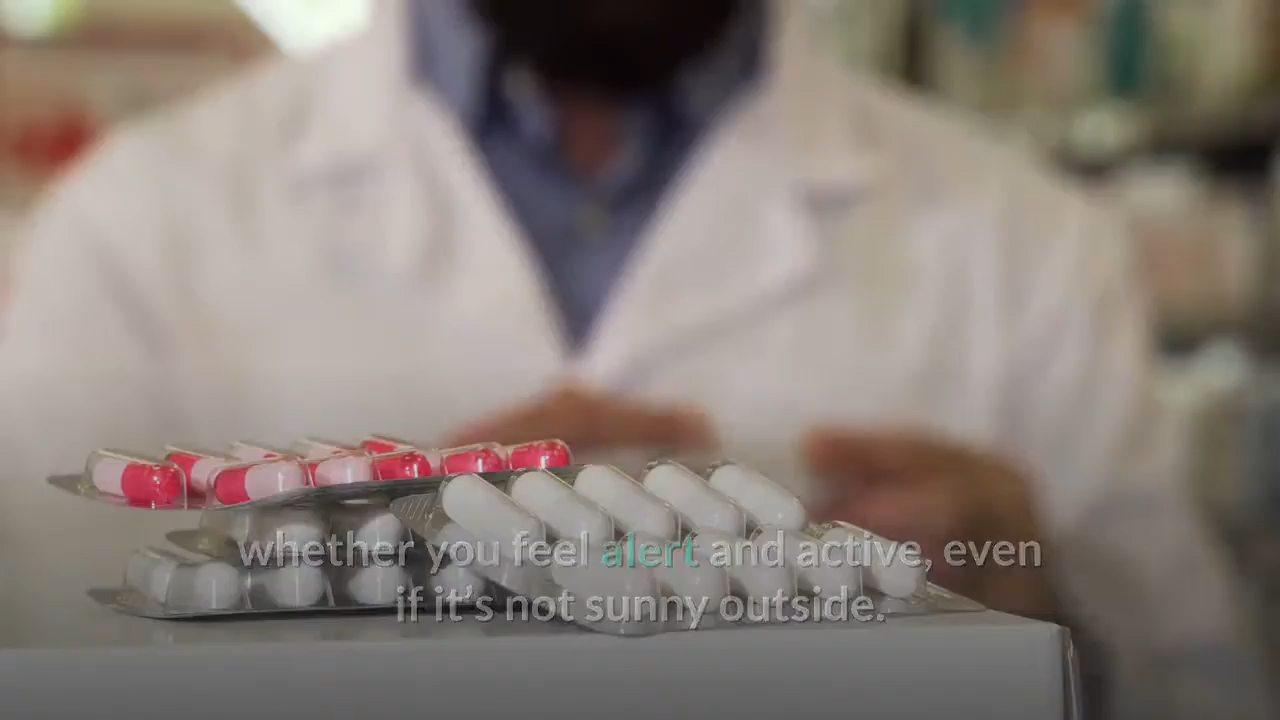 whether you feel alert and active, even
if it's not sunny outside.